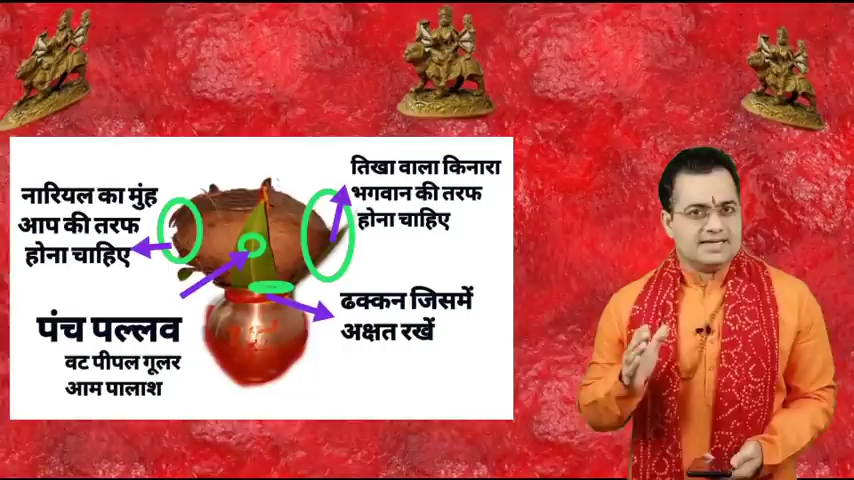 नारियल का मुंह
आप की तरफ
होना चाहिए
तिखा वाला किनारा
भगवान की तरफ
होना चाहिए
पंच पल्लव
वट पीपल गूलर
आम पालाश
ढक्कन जिसमें
अक्षत रखें